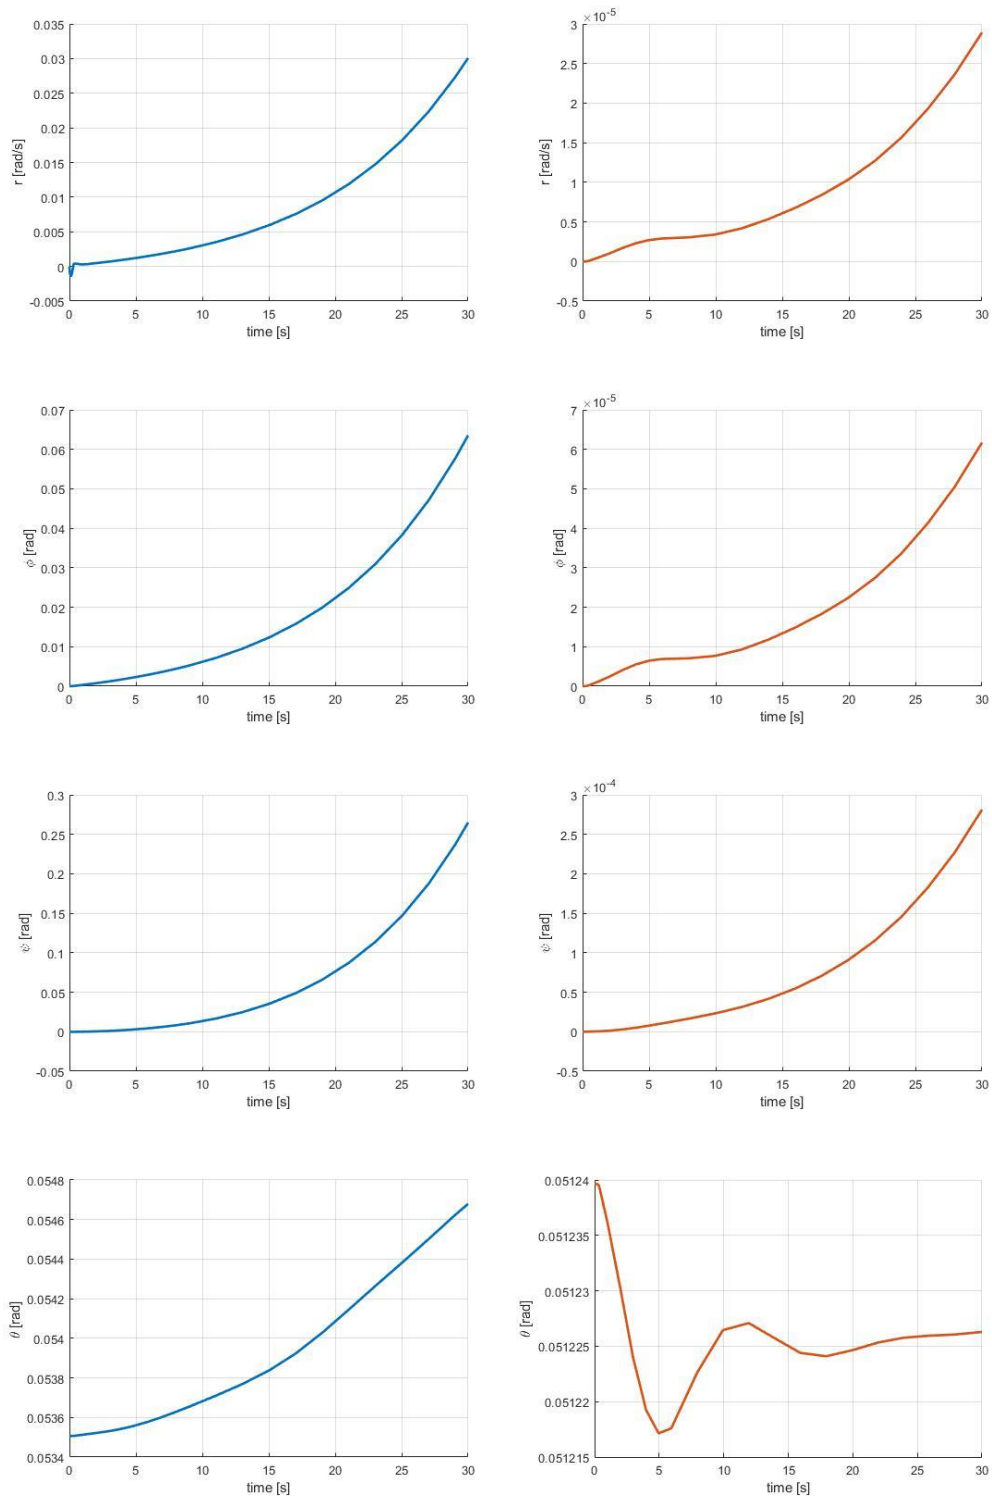 0.035
0.03
0.025
0.02
0.015
0.01
0.005
0
-0.005
r [rad/s]
0 5 10 15 20 25 30
time [s]
×10-5
3
2.5
2
1.5
1
0.5
0
-0.5
r [rad/s]
0 5 10 15 20 25 30
time [s]
0.07
0.06
0.05
0.04
0.03
0.02
0.01
0
ϕ [rad]
0 5 10 15 20 25 30
time [s]
×10-5
7
6
5
4
3
2
1
0
ϕ [rad]
0 5 10 15 20 25 30
time [s]
0.3
0.25
0.2
0.15
0.1
0.05
0
-0.05
ψ [rad]
0 5 10 15 20 25 30
time [s]
×10-4
3
2.5
2
1.5
1
0.5
0
-0.5
ψ [rad]
0 5 10 15 20 25 30
time [s]
0.0548
0.0546
0.0544
0.0542
0.054
0.0538
0.0536
0.0534
θ [rad]
0 5 10 15 20 25 30
time [s]
0.05124
0.051235
0.05123
0.051225
0.05122
0.051215
θ [rad]
0 5 10 15 20 25 30
time [s]